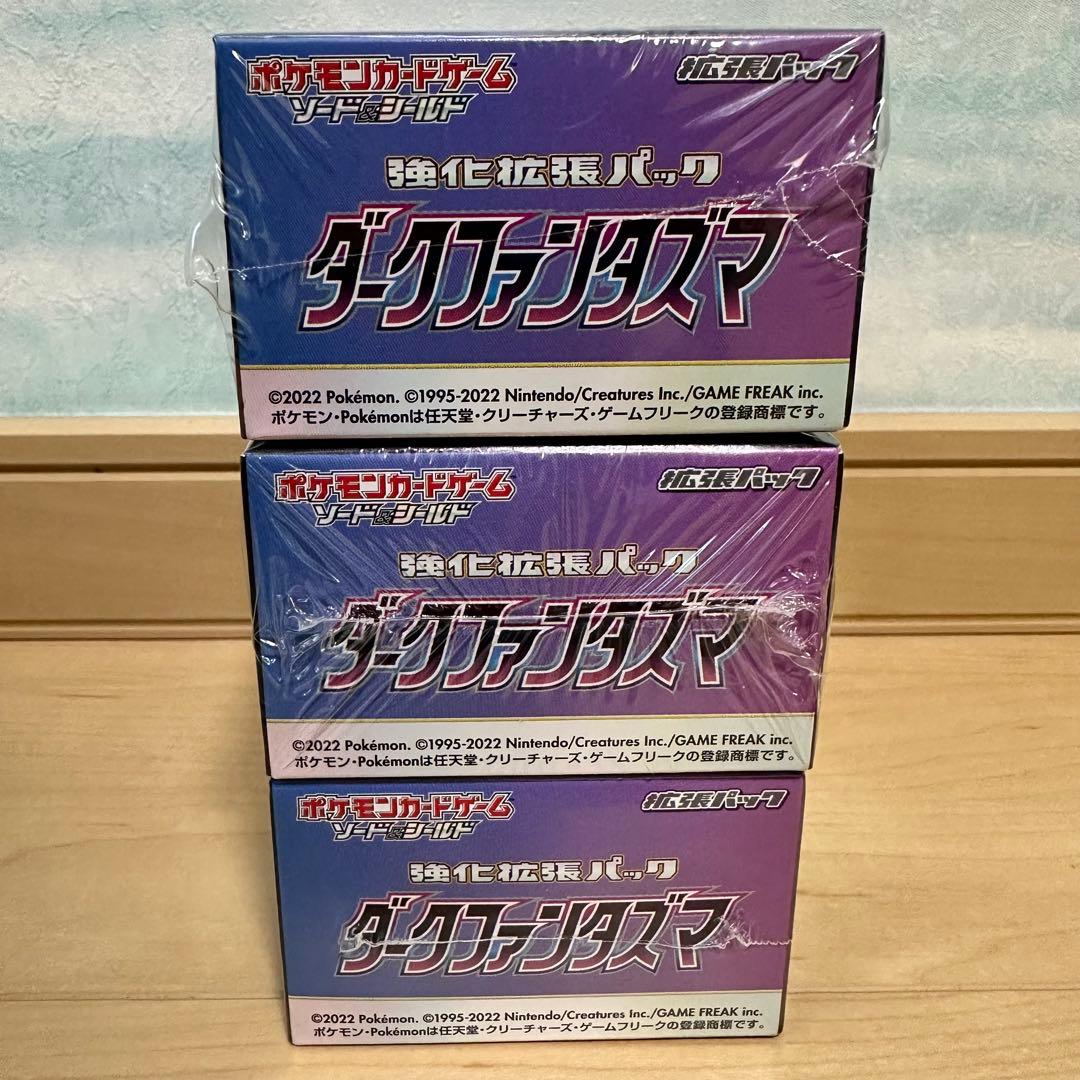 ポケモンカードゲーム 拡張パック
ソード&シールド
強化拡張パック
ダークファンタズマ
©2022 Pokémon. ©1995-2022 Nintendo/Creatures Inc./GAME FREAK inc.
ポケモン・Pokémonは任天堂・クリーチャーズ・ゲームフリークの登録商標です。
ポケモンカードゲーム 拡張パック
ソード&シールド
強化拡張パック
ダークファンタズマ
©2022 Pokémon. ©1995-2022 Nintendo/Creatures Inc./GAME FREAK inc.
ポケモン・Pokémonは任天堂・クリーチャーズ・ゲームフリークの登録商標です。
ポケモンカードゲーム 拡張パック
ソード&シールド
強化拡張パック
ダークファンタズマ
©2022 Pokémon. ©1995-2022 Nintendo/Creatures Inc./GAME FREAK inc.
ポケモン・Pokémonは任天堂・クリーチャーズ・ゲームフリークの登録商標です。